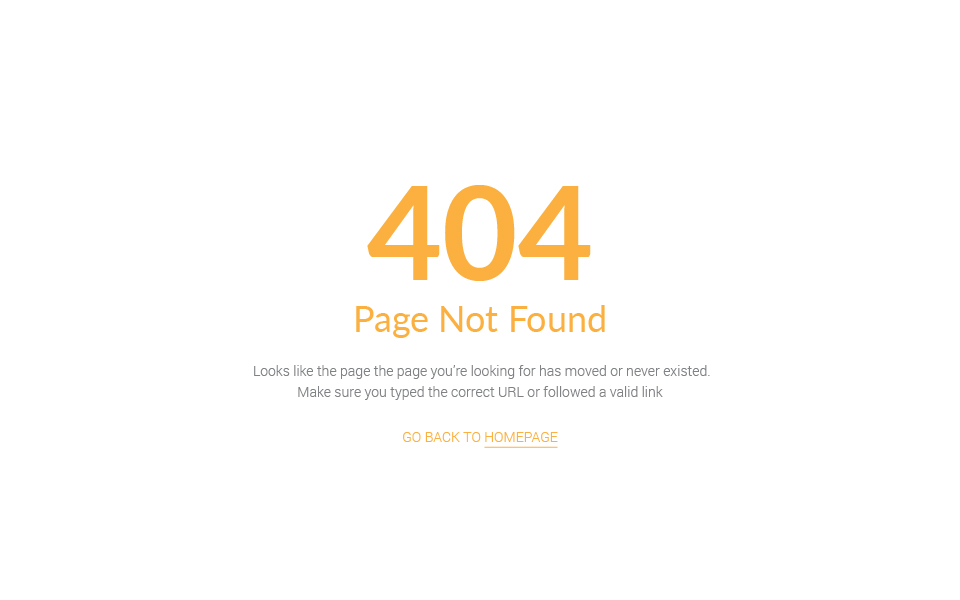 404
Page Not Found
Looks like the page the page you're looking for has moved or never existed.
Make sure you typed the correct URL or followed a valid link
GO BACK TO HOMEPAGE